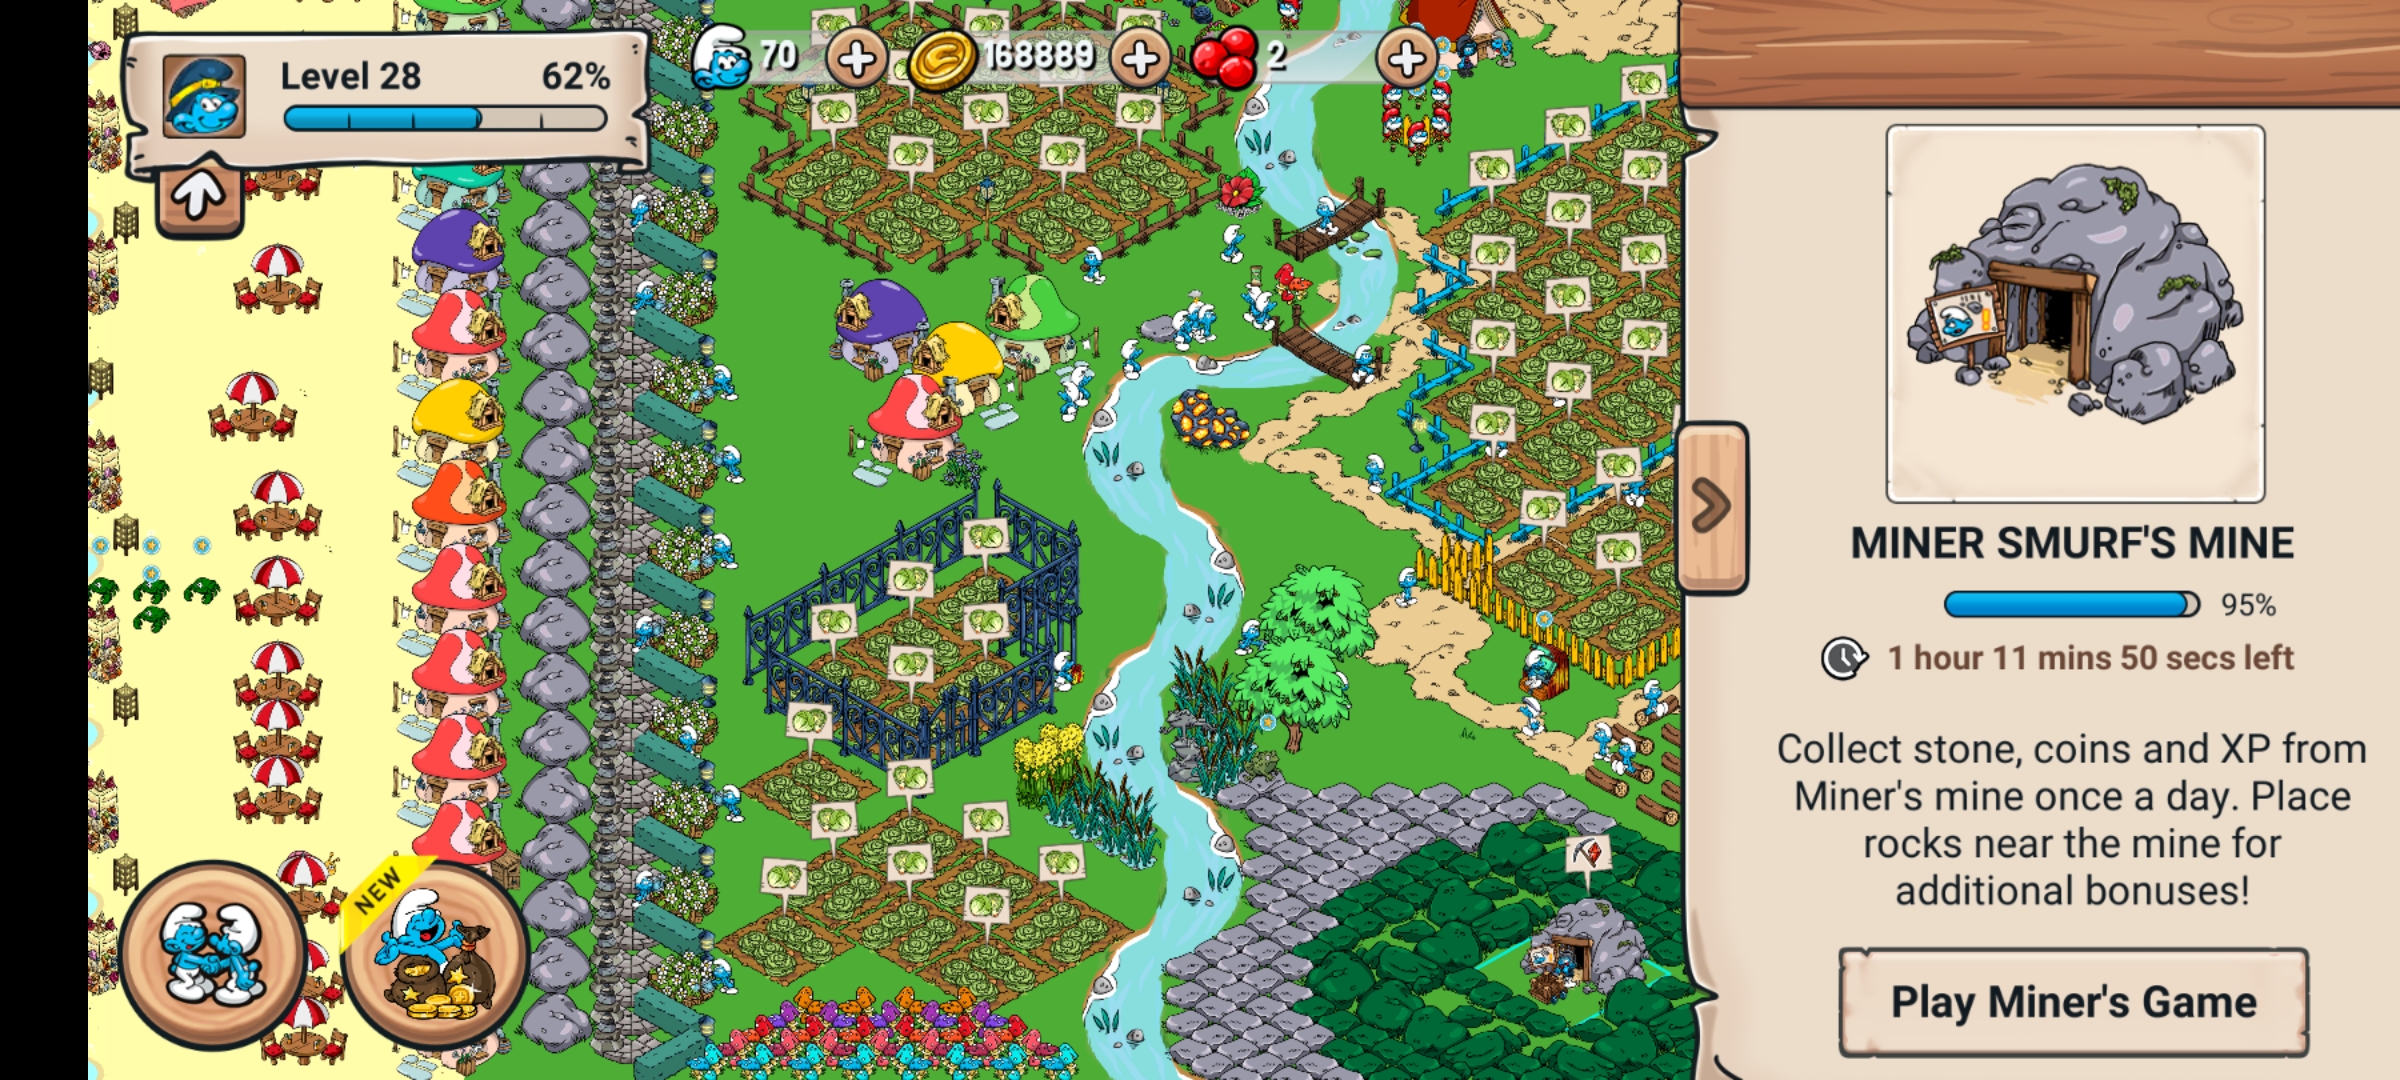 Level 28 62%
70
168889
2
NEW
MINER SMURF'S MINE
95%
1 hour 11 mins 50 secs left
Collect stone, coins and XP from
Miner's mine once a day. Place
rocks near the mine for
additional bonuses!
Play Miner's Game